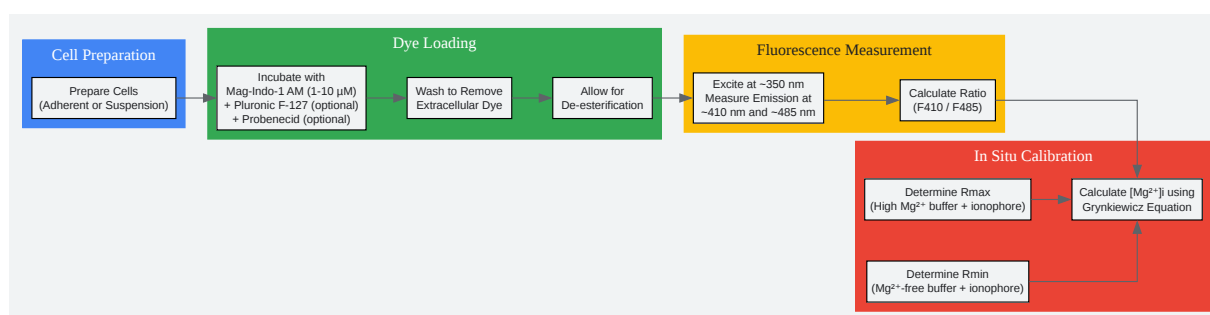 Cell Preparation
Prepare Cells
(Adherent or Suspension)
Dye Loading
Incubate with
Mag-Indo-1 AM (1-10 µM)
+ Pluronic F-127 (optional)
+ Probenecid (optional)
Wash to Remove
Extracellular Dye
Allow for
De-esterification
Fluorescence Measurement
Excite at ~350 nm
Measure Emission at
~410 nm and ~485 nm
Calculate Ratio
(F410 / F485)
In Situ Calibration
Determine Rmax
(High Mg²⁺ buffer + ionophore)
Calculate [Mg²⁺]i using
Grynkiewicz Equation
Determine Rmin
(Mg²⁺-free buffer + ionophore)